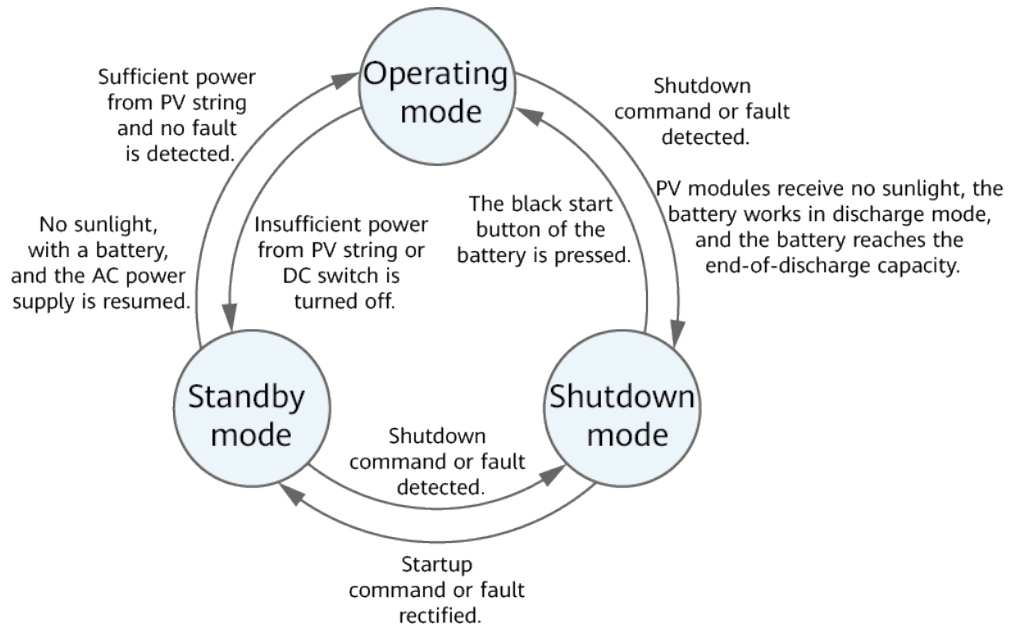 Operating
mode
Sufficient power
from PV string
and no fault
is detected.
Shutdown
command or fault
detected.
No sunlight,
with a battery,
and the AC power
supply is resumed.
Insufficient power
from PV string or
DC switch is
turned off.
The black start
button of the
battery is pressed.
PV modules receive no sunlight, the
battery works in discharge mode,
and the battery reaches the
end-of-discharge capacity.
Standby
mode
Shutdown
mode
Shutdown
command or fault
detected.
Startup
command or fault
rectified.